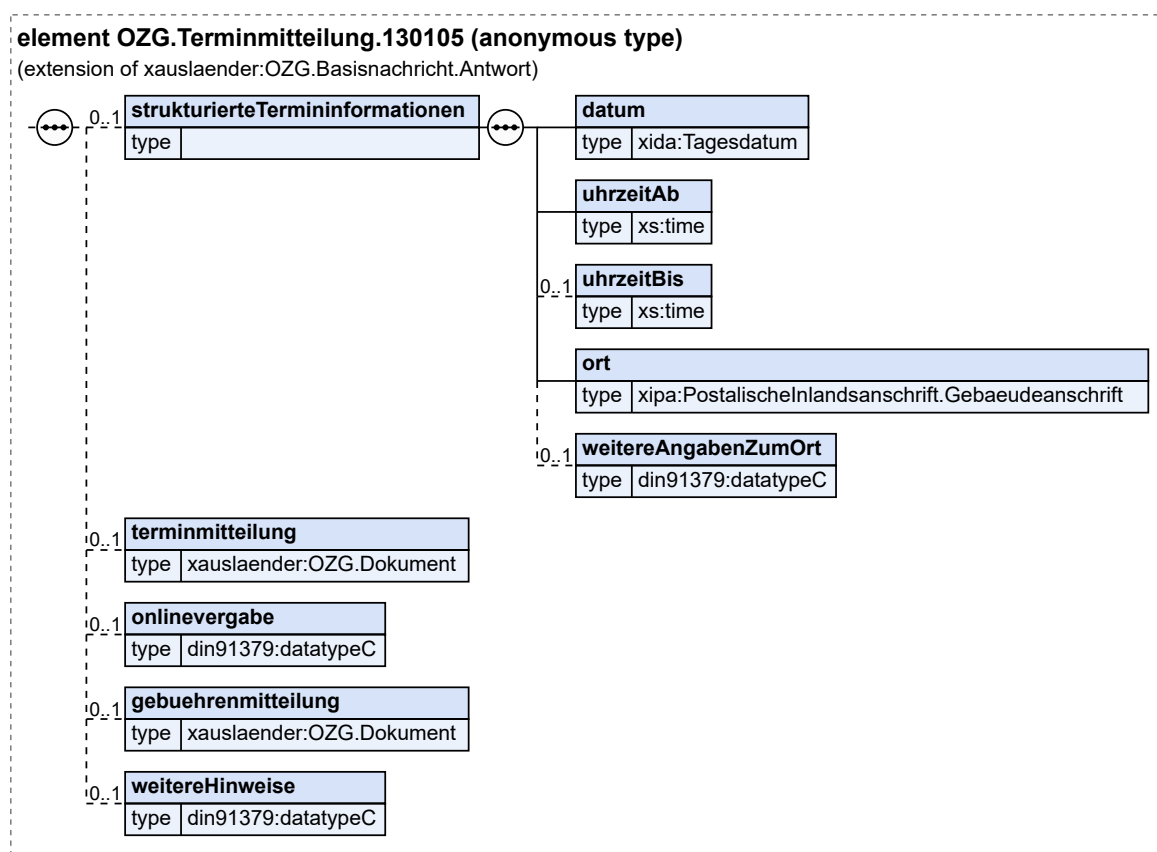 element OZG.Terminmitteilung.130105 (anonymous type)
(extension of xauslaender:OZG.Basisnachricht.Antwort)
0..1
strukturierteTermininformationen
type
datum
type xida:Tagesdatum
uhrzeitAb
type xs:time
0..1
uhrzeitBis
type xs:time
ort
type xipa:PostalischeInlandsanschrift.Gebaeudeanschrift
0..1
weitereAngabenZumOrt
type din91379:datatypeC
0..1
terminmitteilung
type xauslaender:OZG.Dokument
0..1
onlinevergabe
type din91379:datatypeC
0..1
gebuehrenmitteilung
type xauslaender:OZG.Dokument
0..1
weitereHinweise
type din91379:datatypeC